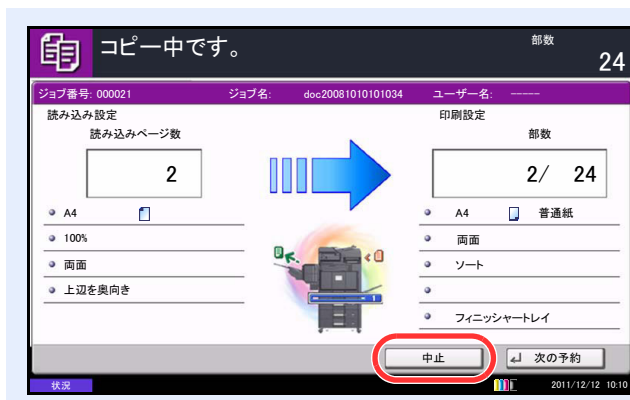 コピー中です。
部数
24
ジョブ番号: 000021 ジョブ名: doc20081010101034 ユーザー名: -----
読み込み設定 印刷設定
読み込みページ数 部数
2 2/ 24
A4 A4 普通紙
100% 両面
両面 ソート
上辺を奥向き
フィニッシャートレイ
中止 次の予約
状況 2011/12/12 10:10